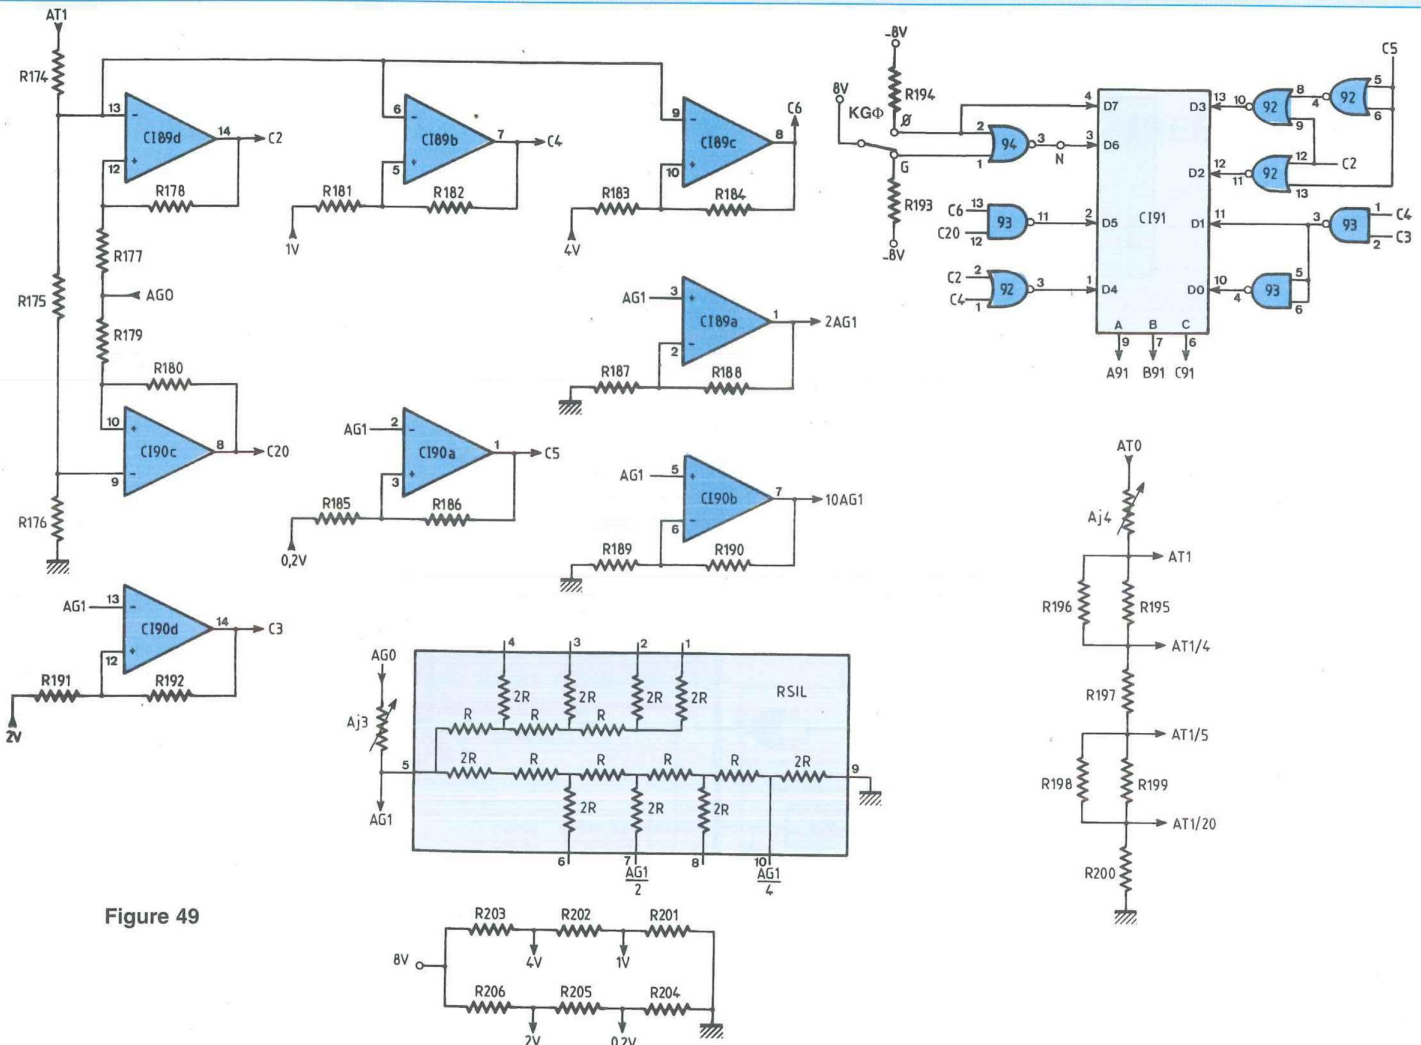 AT1
R174
13
-
CI89d
14
C2
12
+
R178
R177
AG0
R175
R179
R180
10
+
CI90c
8
C20
9
-
R176
6
-
CI89b
7
C4
5
+
R181
R182
1V
9
-
CI89c
8
C6
10
+
R183
R184
4V
AG1
3
+
CI89a
1
2AG1
2
-
R187
R188
AG1
2
-
CI90a
1
C5
3
+
R185
R186
0,2V
AG1
5
+
CI90b
7
10AG1
6
-
R189
R190
AG1
13
-
CI90d
14
C3
12
+
R191
R192
2V
-8V
R194
8V
KGΦ
Ø
G
R193
-8V
2
1
94
3
N
C6
13
C20
12
93
11
C2
2
C4
1
92
3
4
D7
3
D6
2
D5
1
D4
CI91
13
D3
12
D2
11
D1
10
D0
A
B
C
9
7
6
A91
B91
C91
C5
10
92
8
9
4
92
5
6
11
92
12
C2
13
3
93
1
C4
2
C3
4
93
5
6
AG0
Aj3
5
AG1
4
3
2
1
2R
2R
2R
2R
RSIL
R
R
R
2R
R
R
R
R
2R
9
2R
2R
2R
6
7
8
10
AG1
2
AG1
4
AT0
Aj4
AT1
R196
R195
AT1/4
R197
AT1/5
R198
R199
AT1/20
R200
Figure 49
R203
R202
R201
8V
4V
1V
R206
R205
R204
2V
0,2V